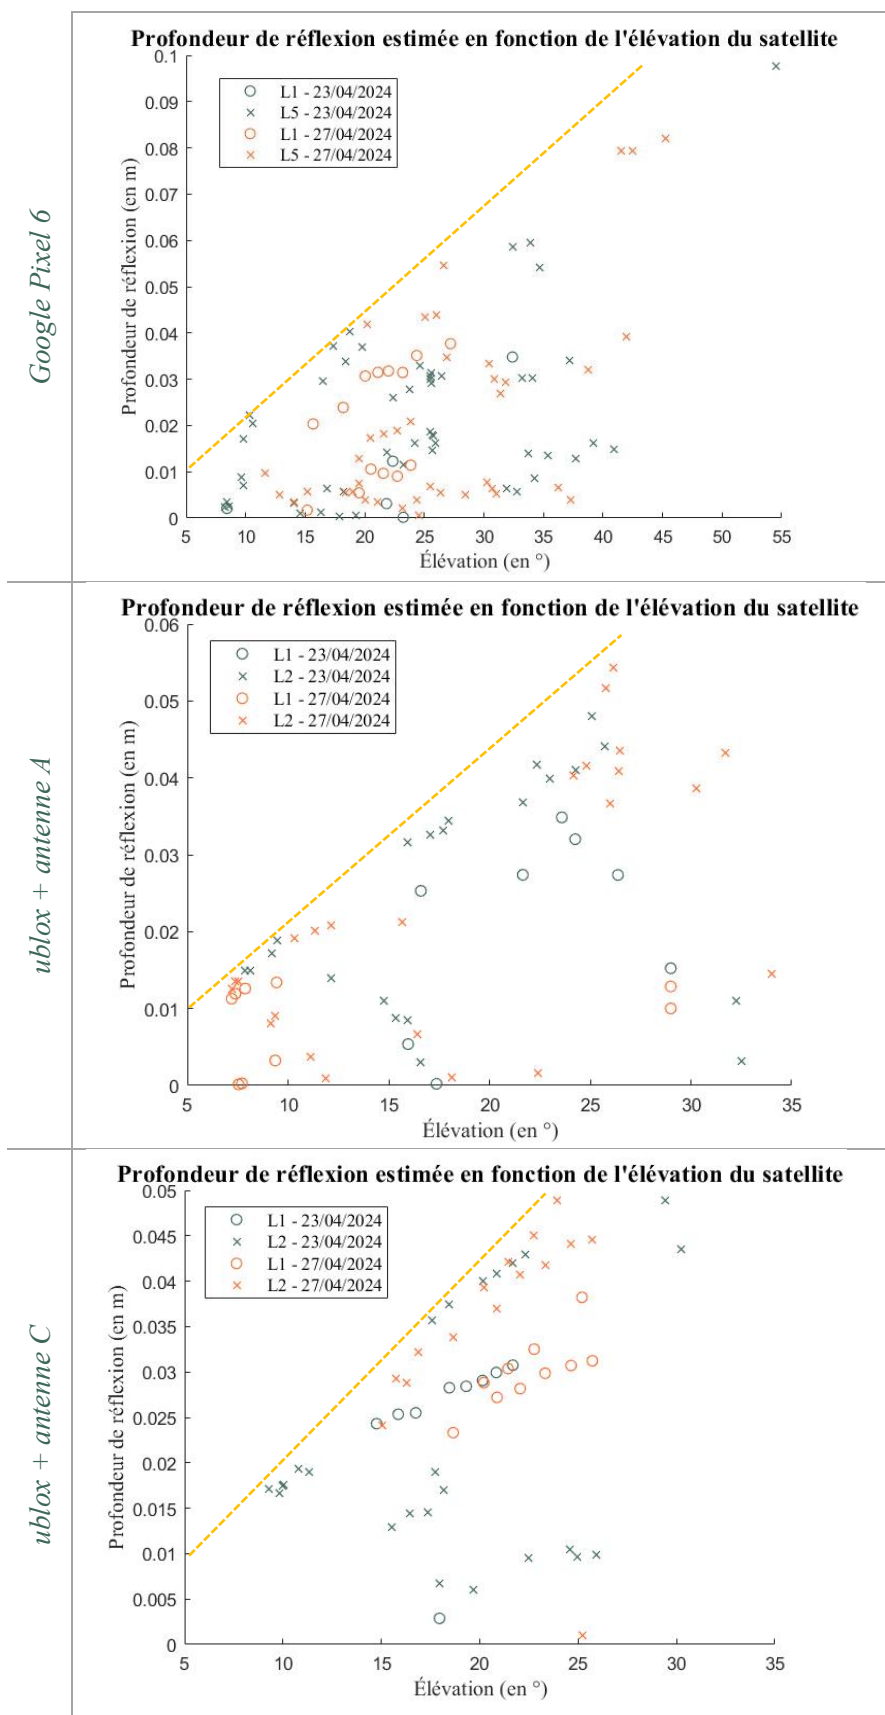 Google Pixel 6
Profondeur de réflexion estimée en fonction de l'élévation du satellite
Profondeur de réflexion (en m)
0.1
0.09
0.08
0.07
0.06
0.05
0.04
0.03
0.02
0.01
0
L1 - 23/04/2024
L5 - 23/04/2024
L1 - 27/04/2024
L5 - 27/04/2024
5 10 15 20 25 30 35 40 45 50 55
Élévation (en °)
ublox + antenne A
Profondeur de réflexion estimée en fonction de l'élévation du satellite
Profondeur de réflexion (en m)
0.06
0.05
0.04
0.03
0.02
0.01
0
L1 - 23/04/2024
L2 - 23/04/2024
L1 - 27/04/2024
L2 - 27/04/2024
5 10 15 20 25 30 35
Élévation (en °)
ublox + antenne C
Profondeur de réflexion estimée en fonction de l'élévation du satellite
Profondeur de réflexion (en m)
0.05
0.045
0.04
0.035
0.03
0.025
0.02
0.015
0.01
0.005
0
L1 - 23/04/2024
L2 - 23/04/2024
L1 - 27/04/2024
L2 - 27/04/2024
5 10 15 20 25 30 35
Élévation (en °)